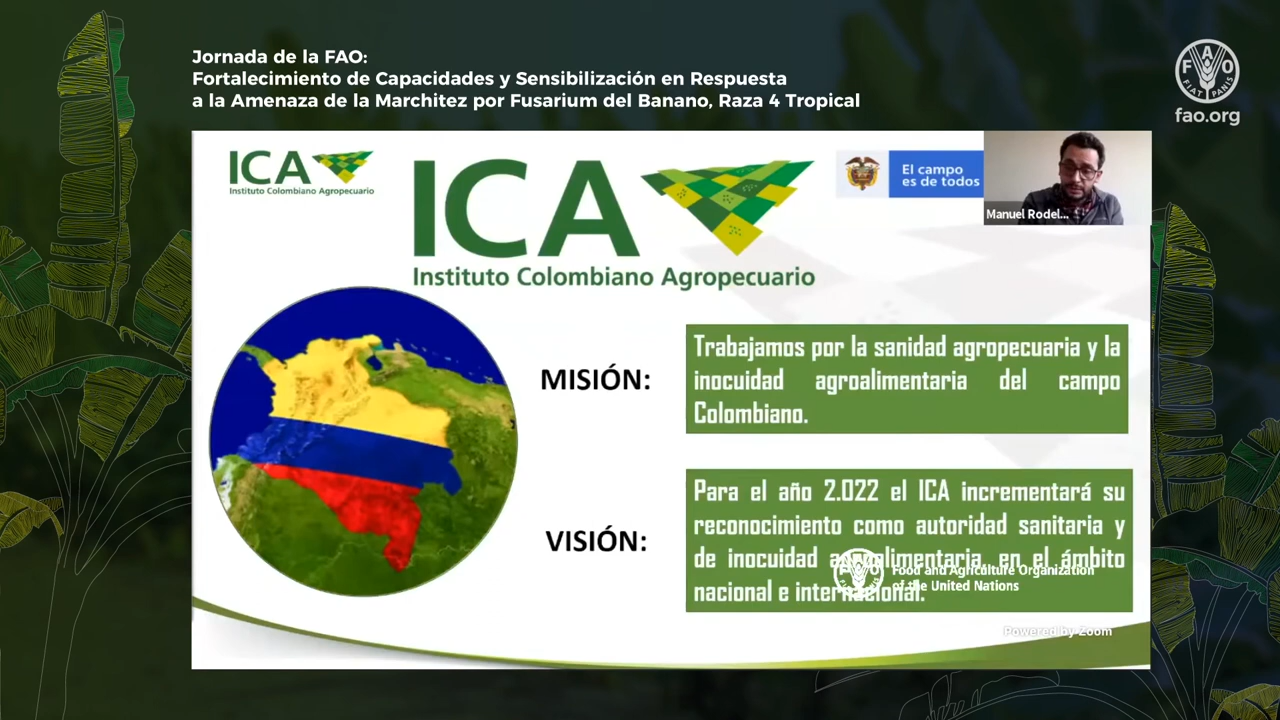 Jornada de la FAO:
Fortalecimiento de Capacidades y Sensibilización en Respuesta
a la Amenaza de la Marchitez por Fusarium del Banano, Raza 4 Tropical
FAO
FIAT PANIS
fao.org
ICA
Instituto Colombiano Agropecuario
ICA
Instituto Colombiano Agropecuario
El campo
es de todos
Manuel Rodel...
MISIÓN:
Trabajamos por la sanidad agropecuaria y la
inocuidad agroalimentaria del campo
Colombiano.
VISIÓN:
Para el año 2.022 el ICA incrementará su
reconocimiento como autoridad sanitaria y
de inocuidad agroalimentaria en el ámbito
nacional e internacional.
Food and Agriculture Organization
of the United Nations
Powered by Zoom